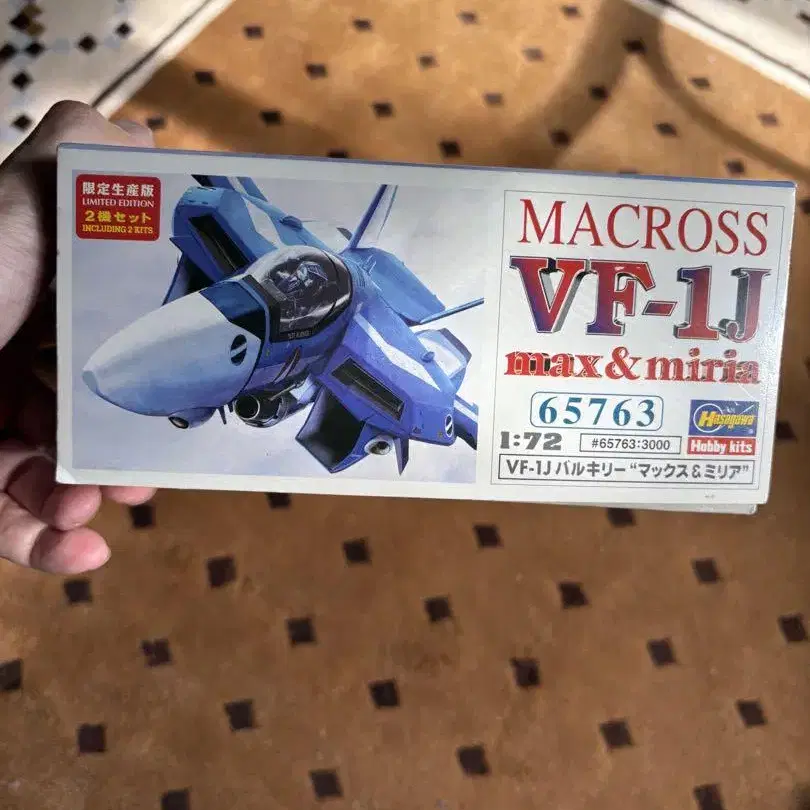 限定生産版
LIMITED EDITION
2機セット
INCLUDING 2 KITS
MACROSS
VF-1J
max&miria
65763
1:72
#65763:3000
Hasegawa
Hobby kits
VF-1J バルキリー “マックス&ミリア”